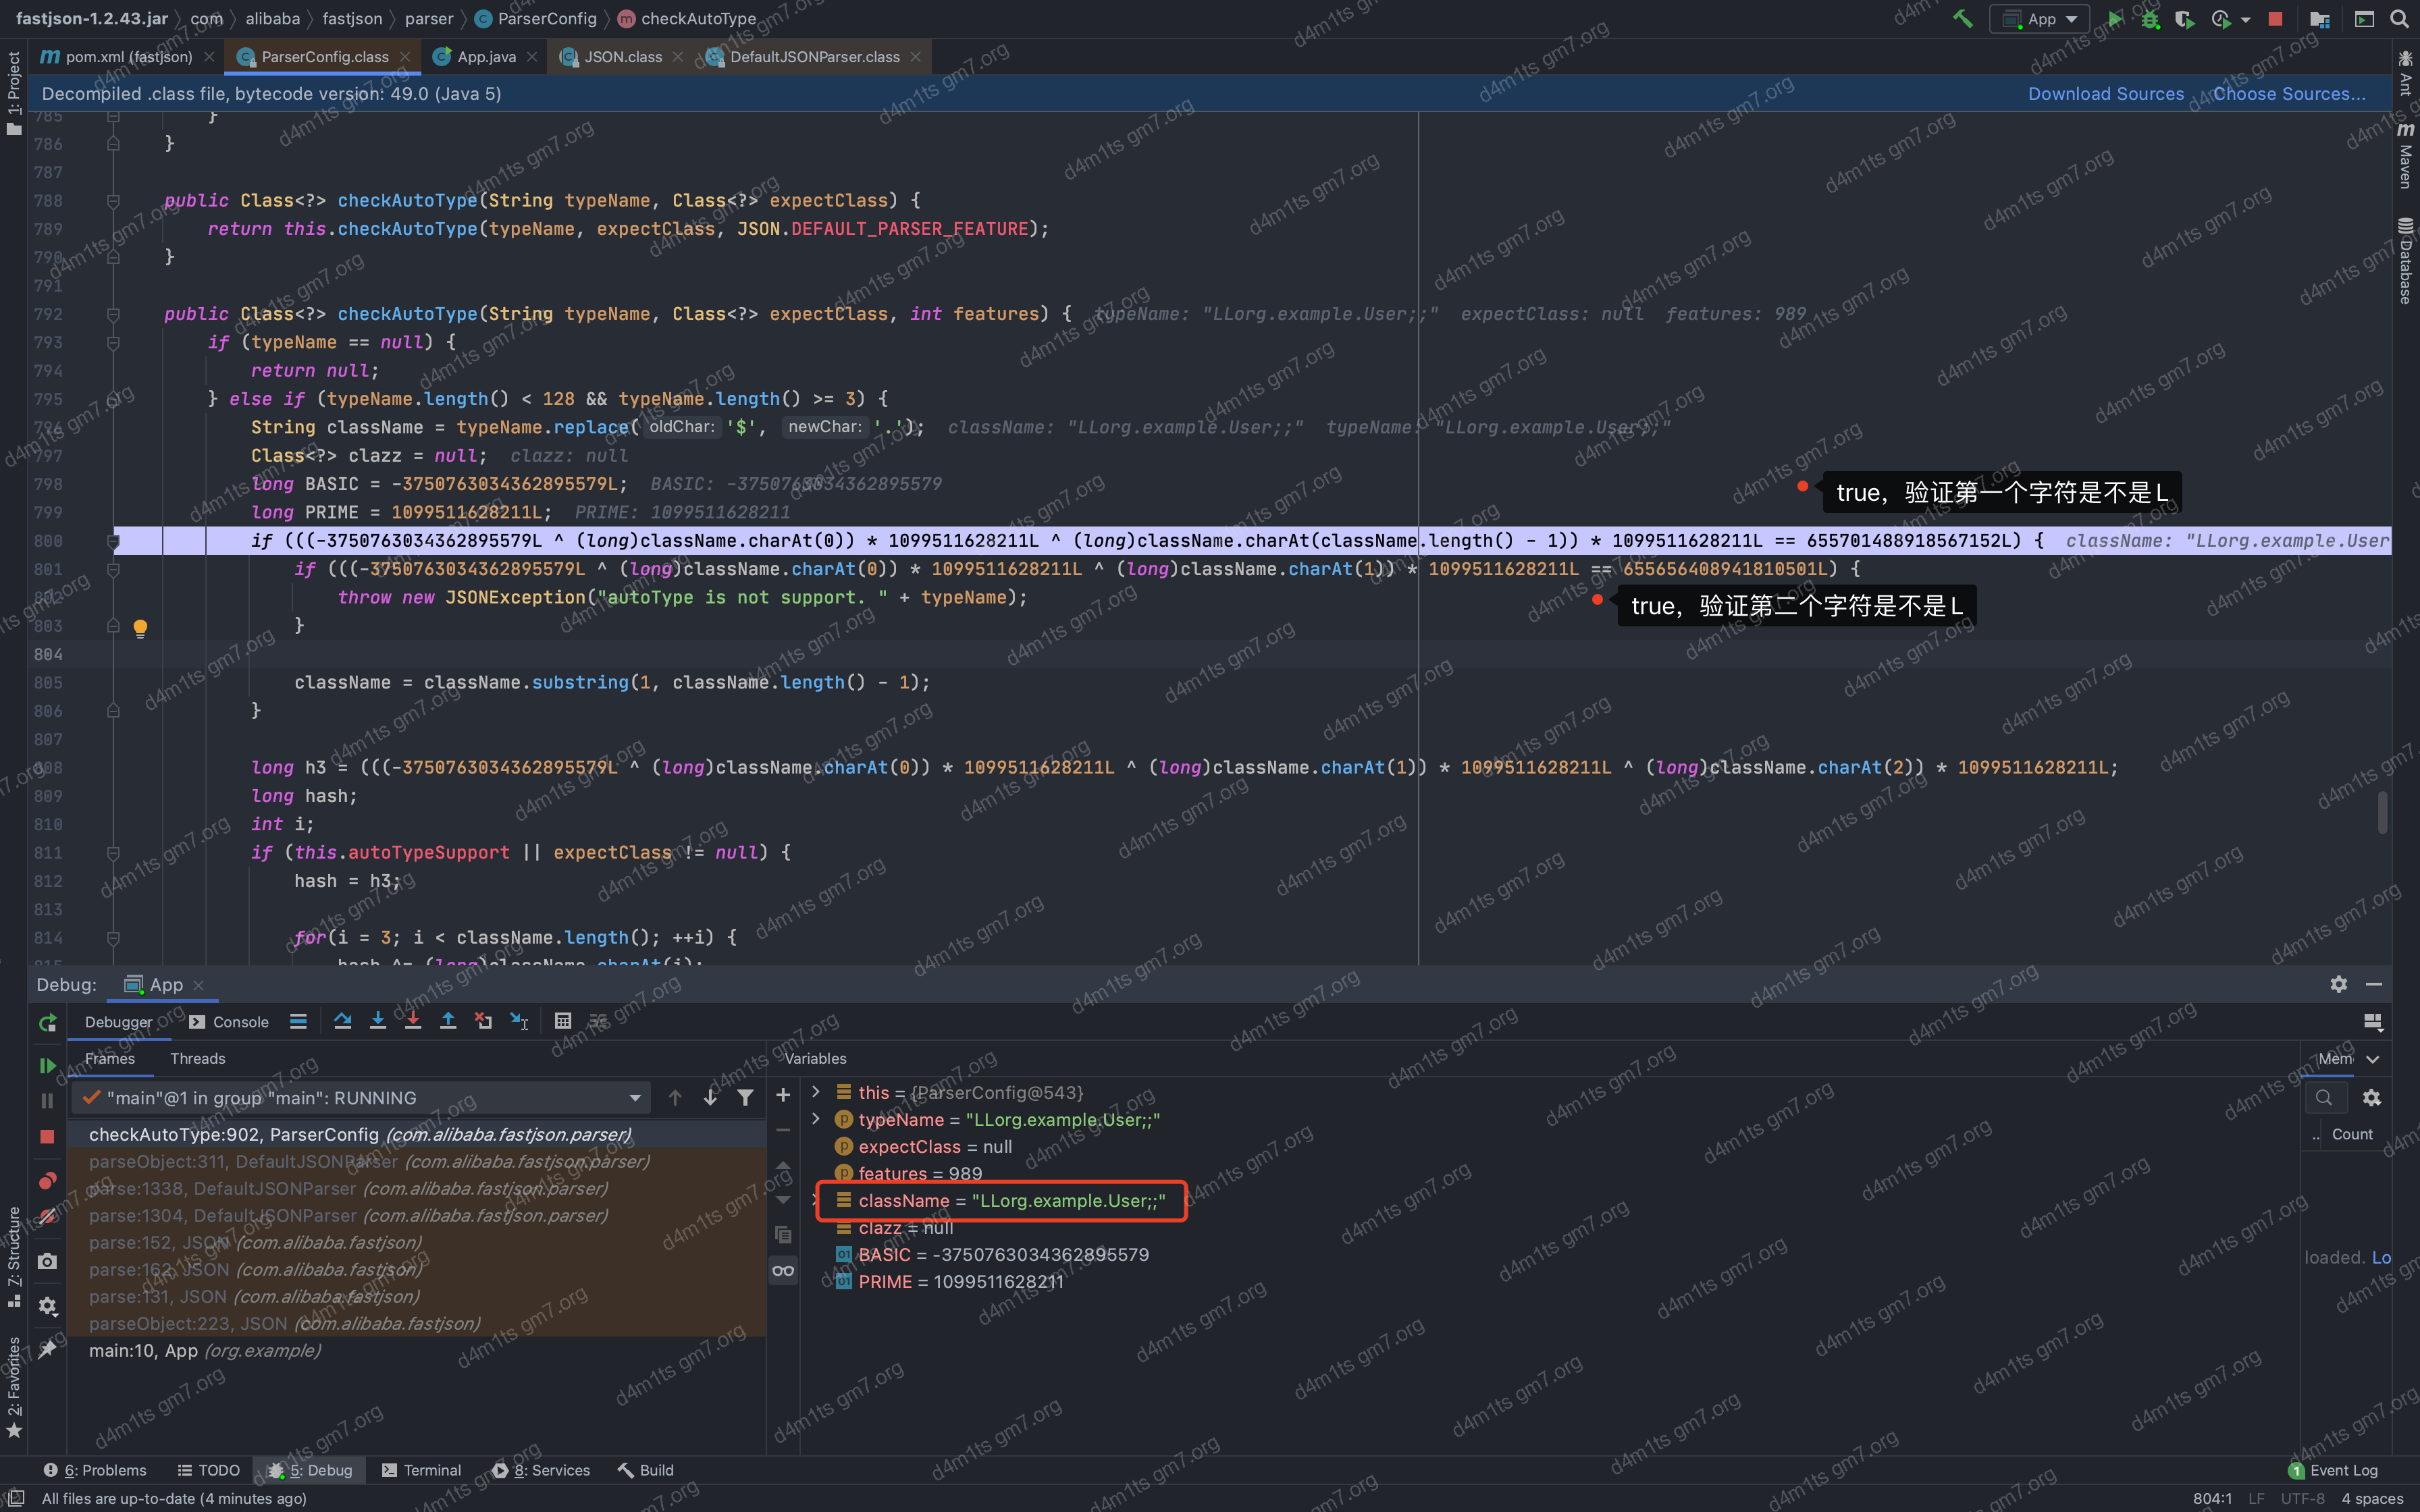 fastjson-1.2.43.jar com alibaba fastjson parser ParserConfig checkAutoType App
pom.xml (fastjson) ParserConfig.class App.java JSON.class DefaultJSONParser.class
Decompiled .class file, bytecode version: 49.0 (Java 5) Download Sources Choose Sources...
785 }
786 }
787
788 public Class<?> checkAutoType(String typeName, Class<?> expectClass) {
789 return this.checkAutoType(typeName, expectClass, JSON.DEFAULT_PARSER_FEATURE);
790 }
791
792 public Class<?> checkAutoType(String typeName, Class<?> expectClass, int features) { typeName: "LLorg.example.User;;" expectClass: null features: 989
793 if (typeName == null) {
794 return null;
795 } else if (typeName.length() < 128 && typeName.length() >= 3) {
796 String className = typeName.replace( oldChar: '$', newChar: '.'); className: "LLorg.example.User;;" typeName: "LLorg.example.User;;"
797 Class<?> clazz = null; clazz: null
798 long BASIC = -3750763034362895579L; BASIC: -3750763034362895579
true，验证第一个字符是不是L
799 long PRIME = 1099511628211L; PRIME: 1099511628211
800 if (((-3750763034362895579L ^ (long)className.charAt(0)) * 1099511628211L ^ (long)className.charAt(className.length() - 1)) * 1099511628211L == 655701488918567152L) { className: "LLorg.example.User
801 if (((-3750763034362895579L ^ (long)className.charAt(0)) * 1099511628211L ^ (long)className.charAt(1)) * 1099511628211L == 655656408941810501L) {
802 throw new JSONException("autoType is not support. " + typeName);
true，验证第二个字符是不是L
803 }
804
805 className = className.substring(1, className.length() - 1);
806 }
807
808 long h3 = (((-3750763034362895579L ^ (long)className.charAt(0)) * 1099511628211L ^ (long)className.charAt(1)) * 1099511628211L ^ (long)className.charAt(2)) * 1099511628211L;
809 long hash;
810 int i;
811 if (this.autoTypeSupport || expectClass != null) {
812 hash = h3;
813
814 for(i = 3; i < className.length(); ++i) {
815 hash ^= (long)className.charAt(i);
Debug: App
Debugger Console
Frames Threads Variables Mem
"main"@1 in group "main": RUNNING
checkAutoType:902, ParserConfig (com.alibaba.fastjson.parser)
parseObject:311, DefaultJSONParser (com.alibaba.fastjson.parser)
parse:1338, DefaultJSONParser (com.alibaba.fastjson.parser)
parse:1304, DefaultJSONParser (com.alibaba.fastjson.parser)
parse:152, JSON (com.alibaba.fastjson)
parse:162, JSON (com.alibaba.fastjson)
parse:131, JSON (com.alibaba.fastjson)
parseObject:223, JSON (com.alibaba.fastjson)
main:10, App (org.example)
this = {ParserConfig@543}
typeName = "LLorg.example.User;;"
expectClass = null
features = 989
className = "LLorg.example.User;;"
clazz = null
BASIC = -3750763034362895579
PRIME = 1099511628211
.. Count
loaded. Lo
1: Project
7: Structure
2: Favorites
Ant
Maven
Database
6: Problems TODO 5: Debug Terminal 8: Services Build 1 Event Log
All files are up-to-date (4 minutes ago) 804:1 LF UTF-8 4 spaces
d4m1ts gm7.org